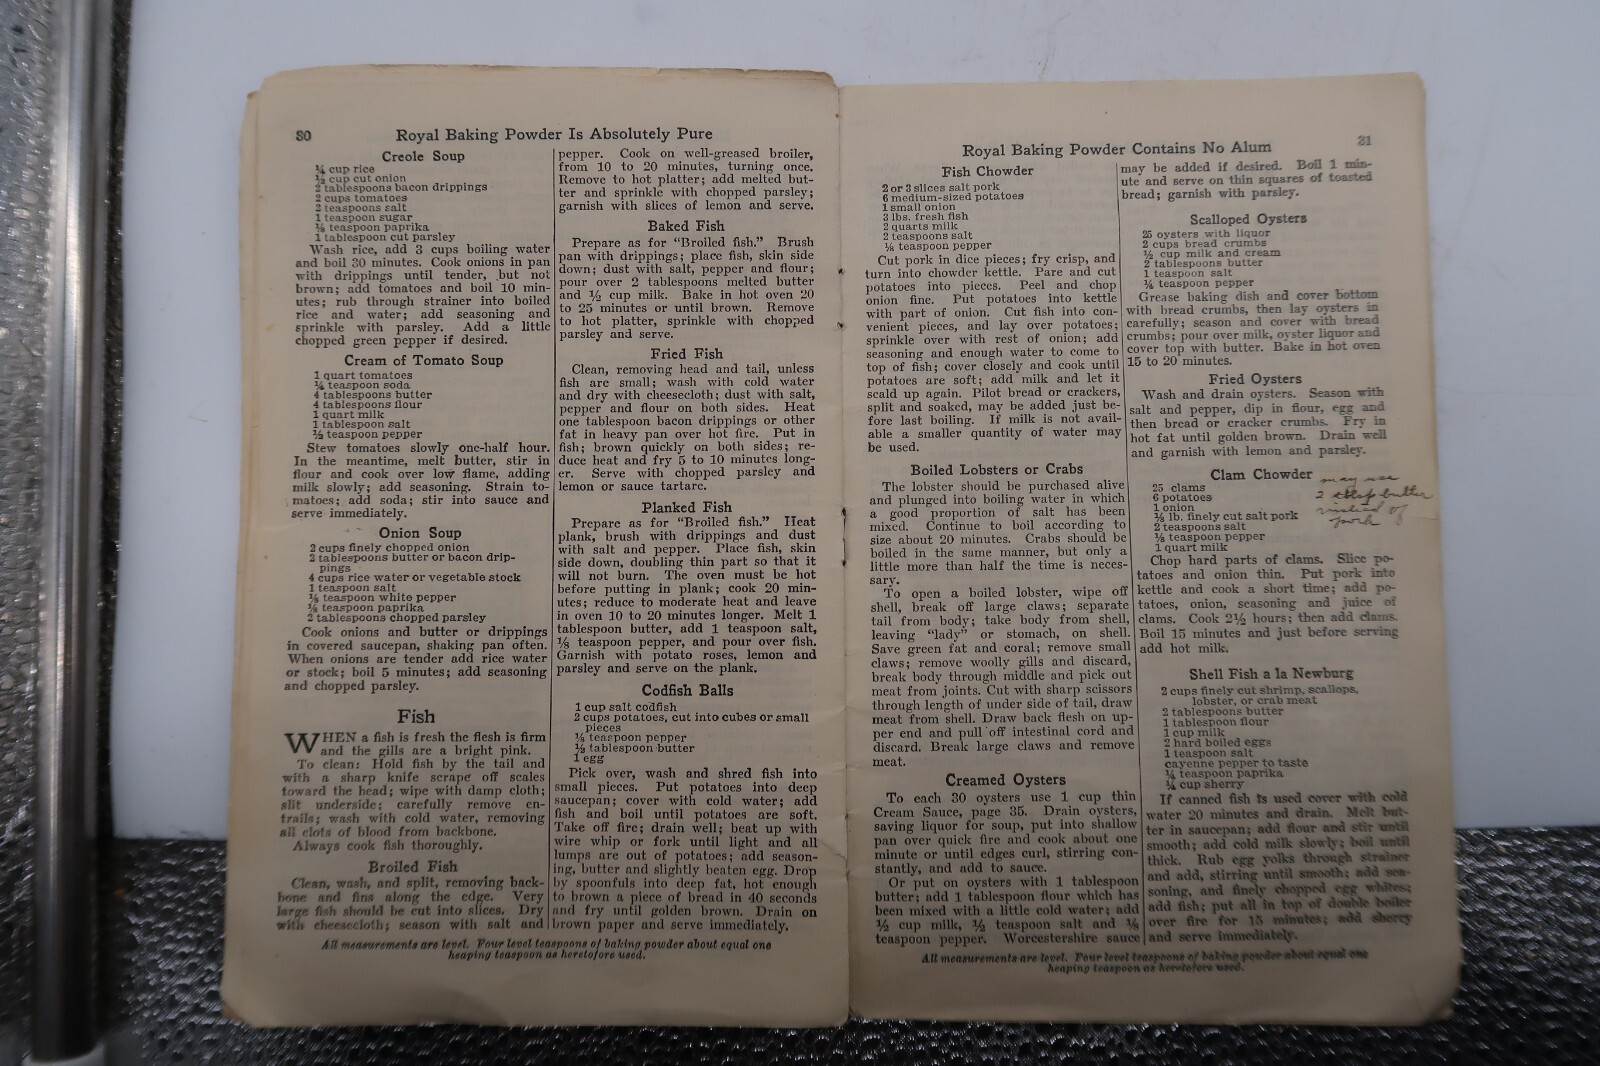 30
Royal Baking Powder Is Absolutely Pure
Creole Soup
¼ cup rice
½ cup cut onion
2 tablespoons bacon drippings
2 cups tomatoes
2 teaspoons salt
1 teaspoon sugar
⅛ teaspoon paprika
1 tablespoon cut parsley
Wash rice, add 3 cups boiling water
and boil 30 minutes. Cook onions in pan
with drippings until tender, but not
brown; add tomatoes and boil 10 min-
utes; rub through strainer into boiled
rice and water; add seasoning and
sprinkle with parsley. Add a little
chopped green pepper if desired.
Cream of Tomato Soup
1 quart tomatoes
¼ teaspoon soda
4 tablespoons butter
4 tablespoons flour
1 quart milk
1 tablespoon salt
½ teaspoon pepper
Stew tomatoes slowly one-half hour.
In the meantime, melt butter, stir in
flour and cook over low flame, adding
milk slowly; add seasoning. Strain to-
matoes; add soda; stir into sauce and
serve immediately.
Onion Soup
2 cups finely chopped onion
2 tablespoons butter or bacon drip-
pings
4 cups rice water or vegetable stock
1 teaspoon salt
⅛ teaspoon white pepper
⅛ teaspoon paprika
2 tablespoons chopped parsley
Cook onions and butter or drippings
in covered saucepan, shaking pan often.
When onions are tender add rice water
or stock; boil 5 minutes; add seasoning
and chopped parsley.
Fish
WHEN a fish is fresh the flesh is firm
and the gills are a bright pink.
To clean: Hold fish by the tail and
with a sharp knife scrape off scales
toward the head; wipe with damp cloth;
slit underside; carefully remove en-
trails; wash with cold water, removing
all clots of blood from backbone.
Always cook fish thoroughly.
Broiled Fish
Clean, wash, and split, removing back-
bone and fins along the edge. Very
large fish should be cut into slices. Dry
with cheesecloth; season with salt and
pepper. Cook on well-greased broiler,
from 10 to 20 minutes, turning once.
Remove to hot platter; add melted but-
ter and sprinkle with chopped parsley;
garnish with slices of lemon and serve.
Baked Fish
Prepare as for "Broiled fish." Brush
pan with drippings; place fish, skin side
down; dust with salt, pepper and flour;
pour over 2 tablespoons melted butter
and ½ cup milk. Bake in hot oven 20
to 25 minutes or until brown. Remove
to hot platter, sprinkle with chopped
parsley and serve.
Fried Fish
Clean, removing head and tail, unless
fish are small; wash with cold water
and dry with cheesecloth; dust with salt,
pepper and flour on both sides. Heat
one tablespoon bacon drippings or other
fat in heavy pan over hot fire. Put in
fish; brown quickly on both sides; re-
duce heat and fry 5 to 10 minutes long-
er. Serve with chopped parsley and
lemon or sauce tartare.
Planked Fish
Prepare as for "Broiled fish." Heat
plank, brush with drippings and dust
with salt and pepper. Place fish, skin
side down, doubling thin part so that it
will not burn. The oven must be hot
before putting in plank; cook 20 min-
utes; reduce to moderate heat and leave
in oven 10 to 20 minutes longer. Melt 1
tablespoon butter, add 1 teaspoon salt,
⅛ teaspoon pepper, and pour over fish.
Garnish with potato roses, lemon and
parsley and serve on the plank.
Codfish Balls
1 cup salt codfish
2 cups potatoes, cut into cubes or small
pieces
⅛ teaspoon pepper
½ tablespoon butter
1 egg
Pick over, wash and shred fish into
small pieces. Put potatoes into deep
saucepan; cover with cold water; add
fish and boil until potatoes are soft.
Take off fire; drain well; beat up with
wire whip or fork until light and all
lumps are out of potatoes; add season-
ing, butter and slightly beaten egg. Drop
by spoonfuls into deep fat, hot enough
to brown a piece of bread in 40 seconds
and fry until golden brown. Drain on
brown paper and serve immediately.
All measurements are level. Four level teaspoons of baking powder about equal one
heaping teaspoon as heretofore used.
Royal Baking Powder Contains No Alum
31
Fish Chowder
2 or 3 slices salt pork
6 medium-sized potatoes
1 small onion
3 lbs. fresh fish
2 quarts milk
2 teaspoons salt
⅛ teaspoon pepper
Cut pork in dice pieces; fry crisp, and
turn into chowder kettle. Pare and cut
potatoes into pieces. Peel and chop
onion fine. Put potatoes into kettle
with part of onion. Cut fish into con-
venient pieces, and lay over potatoes;
sprinkle over with rest of onion; add
seasoning and enough water to come to
top of fish; cover closely and cook until
potatoes are soft; add milk and let it
scald up again. Pilot bread or crackers,
split and soaked, may be added just be-
fore last boiling. If milk is not avail-
able a smaller quantity of water may
be used.
Boiled Lobsters or Crabs
The lobster should be purchased alive
and plunged into boiling water in which
a good proportion of salt has been
mixed. Continue to boil according to
size about 20 minutes. Crabs should be
boiled in the same manner, but only a
little more than half the time is neces-
sary.
To open a boiled lobster, wipe off
shell, break off large claws; separate
tail from body; take body from shell,
leaving "lady" or stomach, on shell.
Save green fat and coral; remove small
claws; remove woolly gills and discard,
break body through middle and pick out
meat from joints. Cut with sharp scissors
through length of under side of tail, draw
meat from shell. Draw back flesh on up-
per end and pull off intestinal cord and
discard. Break large claws and remove
meat.
Creamed Oysters
To each 30 oysters use 1 cup thin
Cream Sauce, page 35. Drain oysters,
saving liquor for soup, put into shallow
pan over quick fire and cook about one
minute or until edges curl, stirring con-
stantly, and add to sauce.
Or put on oysters with 1 tablespoon
butter; add 1 tablespoon flour which has
been mixed with a little cold water; add
½ cup milk, ½ teaspoon salt and ⅛
teaspoon pepper. Worcestershire sauce
may be added if desired. Boil 1 min-
ute and serve on thin squares of toasted
bread; garnish with parsley.
Scalloped Oysters
25 oysters with liquor
2 cups bread crumbs
½ cup milk and cream
2 tablespoons butter
1 teaspoon salt
⅛ teaspoon pepper
Grease baking dish and cover bottom
with bread crumbs, then lay oysters in
carefully; season and cover with bread
crumbs; pour over milk, oyster liquor and
cover top with butter. Bake in hot oven
15 to 20 minutes.
Fried Oysters
Wash and drain oysters. Season with
salt and pepper, dip in flour, egg and
then bread or cracker crumbs. Fry in
hot fat until golden brown. Drain well
and garnish with lemon and parsley.
Clam Chowder
25 clams
6 potatoes
1 onion
⅛ lb. finely cut salt pork
2 teaspoons salt
⅛ teaspoon pepper
1 quart milk
may use
2 tbsp butter
instead of
pork
Chop hard parts of clams. Slice po-
tatoes and onion thin. Put pork into
kettle and cook a short time; add po-
tatoes, onion, seasoning and juice of
clams. Cook 2½ hours; then add clams.
Boil 15 minutes and just before serving
add hot milk.
Shell Fish a la Newburg
2 cups finely cut shrimp, scallops,
lobster, or crab meat
2 tablespoons butter
1 tablespoon flour
1 cup milk
2 hard boiled eggs
1 teaspoon salt
cayenne pepper to taste
¼ teaspoon paprika
¼ cup sherry
If canned fish is used cover with cold
water 20 minutes and drain. Melt but-
ter in saucepan; add flour and stir until
smooth; add cold milk slowly; boil until
thick. Rub egg yolks through strainer
and add, stirring until smooth; add sea-
soning, and finely chopped egg whites;
add fish; put all in top of double boiler
over fire for 15 minutes; add sherry
and serve immediately.
All measurements are level. Four level teaspoons of baking powder about equal one
heaping teaspoon as heretofore used.